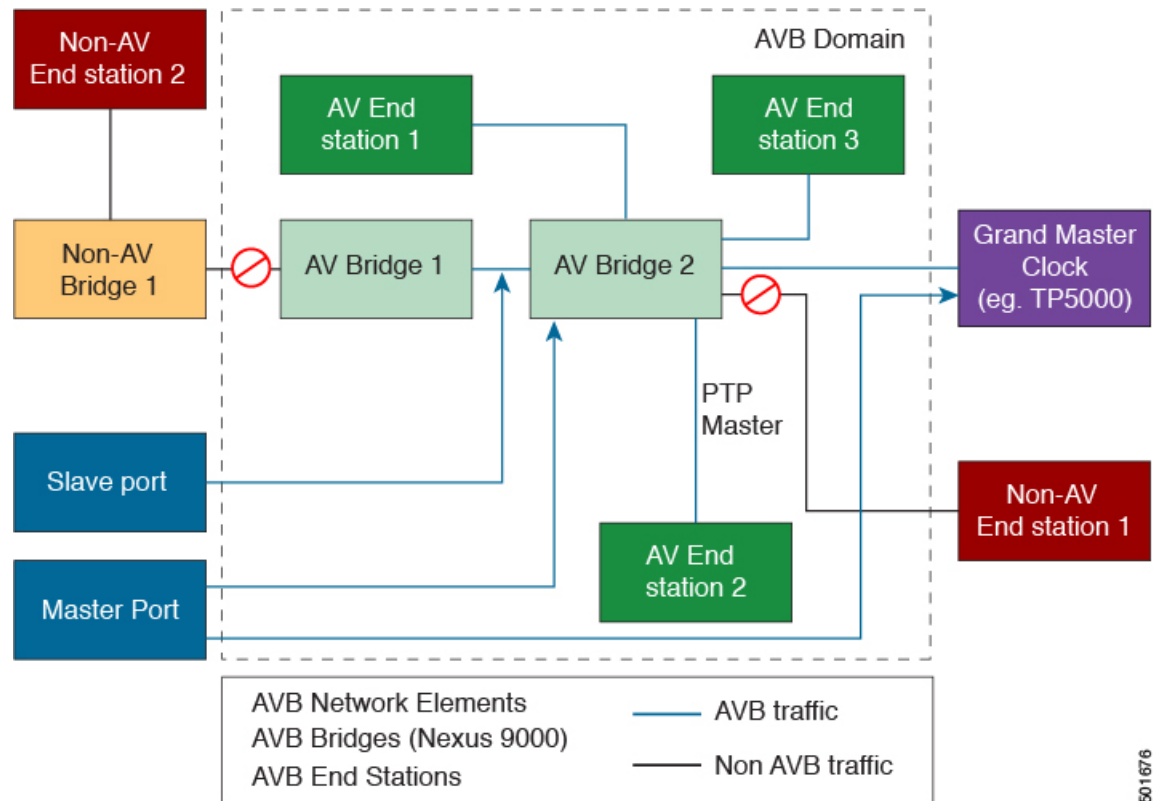 Non-AV
End station 2
AVB Domain
AV End
station 1
AV End
station 3
Non-AV
Bridge 1
AV Bridge 1
AV Bridge 2
Grand Master
Clock
(eg. TP5000)
PTP
Master
Slave port
Non-AV
End station 1
AV End
station 2
Master Port
AVB Network Elements
AVB Bridges (Nexus 9000)
AVB End Stations
AVB traffic
Non AVB traffic
501676